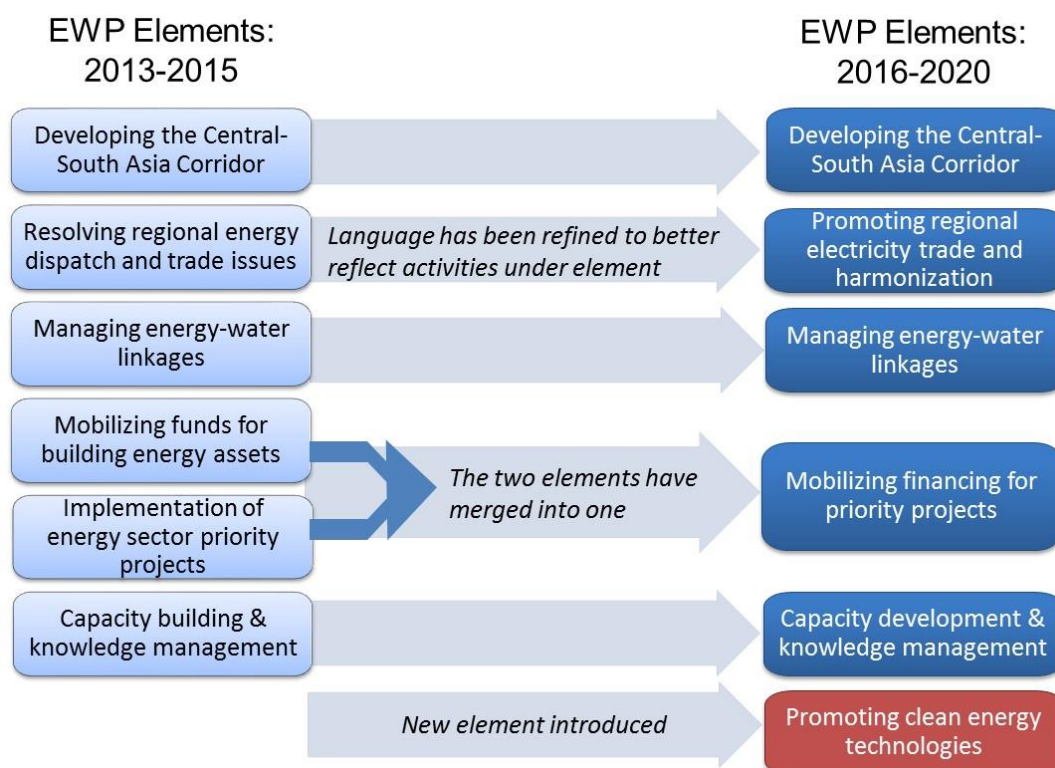 EWP Elements:
2013-2015
EWP Elements:
2016-2020
Developing the Central-
South Asia Corridor
Developing the Central-
South Asia Corridor
Resolving regional energy
dispatch and trade issues
Language has been refined to better
reflect activities under element
Promoting regional
electricity trade and
harmonization
Managing energy-water
linkages
Managing energy-water
linkages
Mobilizing funds for
building energy assets
Implementation of
energy sector priority
projects
The two elements have
merged into one
Mobilizing financing for
priority projects
Capacity building &
knowledge management
Capacity development &
knowledge management
New element introduced
Promoting clean energy
technologies